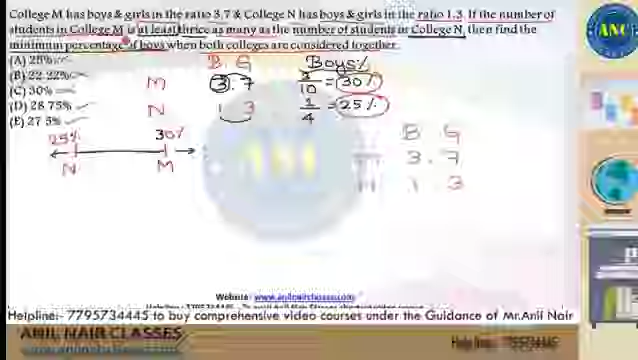 College M has boys & girls in the ratio 3:7 & College N has boys & girls in the ratio 1:3. If the number of
students in College M is at least thrice as many as the number of students in College N, then find the
minimum percentage of boys when both colleges are considered together.
(A) 25%
(B) 22.22%
(C) 30%
(D) 28.75%
(E) 27.5%
B : G Boys%
M 3 : 7 3/10 = 30%
N 1 : 3 1/4 = 25%
25% 30%
N M
B G
3 : 7
1 : 3
ANC
Website: www.anilnairclasses.com
Helpline:- 7795734445 to buy comprehensive video courses under the Guidance of Mr.Anil Nair
ANIL NAIR CLASSES